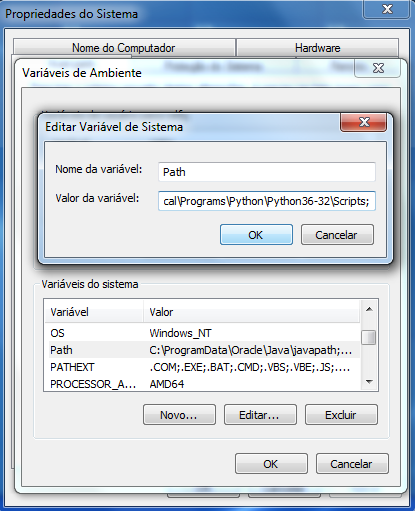 Propriedades do Sistema
Nome do Computador
Hardware
Variáveis de Ambiente
Editar Variável de Sistema
Nome da variável:
Path
Valor da variável:
cal\Programs\Python\Python36-32\Scripts;
OK
Cancelar
Variáveis do sistema
Variável
Valor
OS
Windows_NT
Path
C:\ProgramData\Oracle\Java\javapath;...
PATHEXT
.COM;.EXE;.BAT;.CMD;.VBS;.VBE;.JS;....
PROCESSOR_A...
AMD64
Novo...
Editar...
Excluir
OK
Cancelar